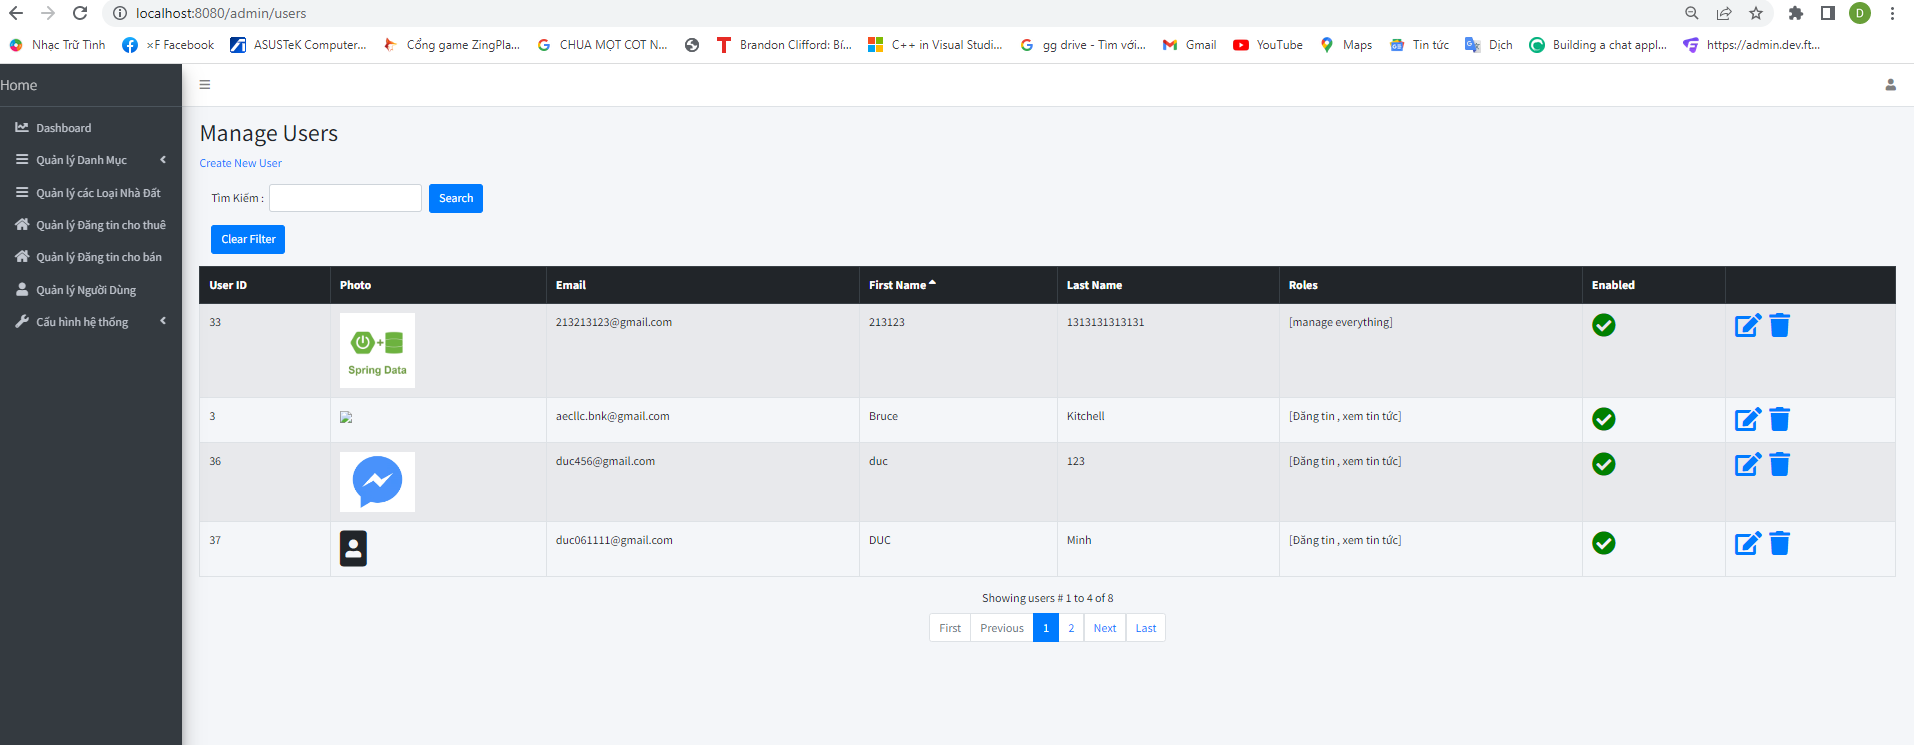 localhost:8080/admin/users
D
Nhạc Trữ Tình
×F Facebook
ASUSTeK Computer...
Cổng game ZingPla...
CHUA MỘT COT N...
Brandon Clifford: Bí...
C++ in Visual Studi...
gg drive - Tìm với...
Gmail
YouTube
Maps
Tin tức
Dịch
Building a chat appl...
https://admin.dev.ft...
Home
Dashboard
Quản lý Danh Mục
Quản lý các Loại Nhà Đất
Quản lý Đăng tin cho thuê
Quản lý Đăng tin cho bán
Quản lý Người Dùng
Cấu hình hệ thống
Manage Users
Create New User
Tìm Kiếm :
Search
Clear Filter
User ID Photo Email First Name Last Name Roles Enabled
33 Spring Data 213213123@gmail.com 213123 1313131313131 [manage everything]
3 aecllc.bnk@gmail.com Bruce Kitchell [Đăng tin , xem tin tức]
36 duc456@gmail.com duc 123 [Đăng tin , xem tin tức]
37 duc061111@gmail.com DUC Minh [Đăng tin , xem tin tức]
Showing users # 1 to 4 of 8
First Previous 1 2 Next Last